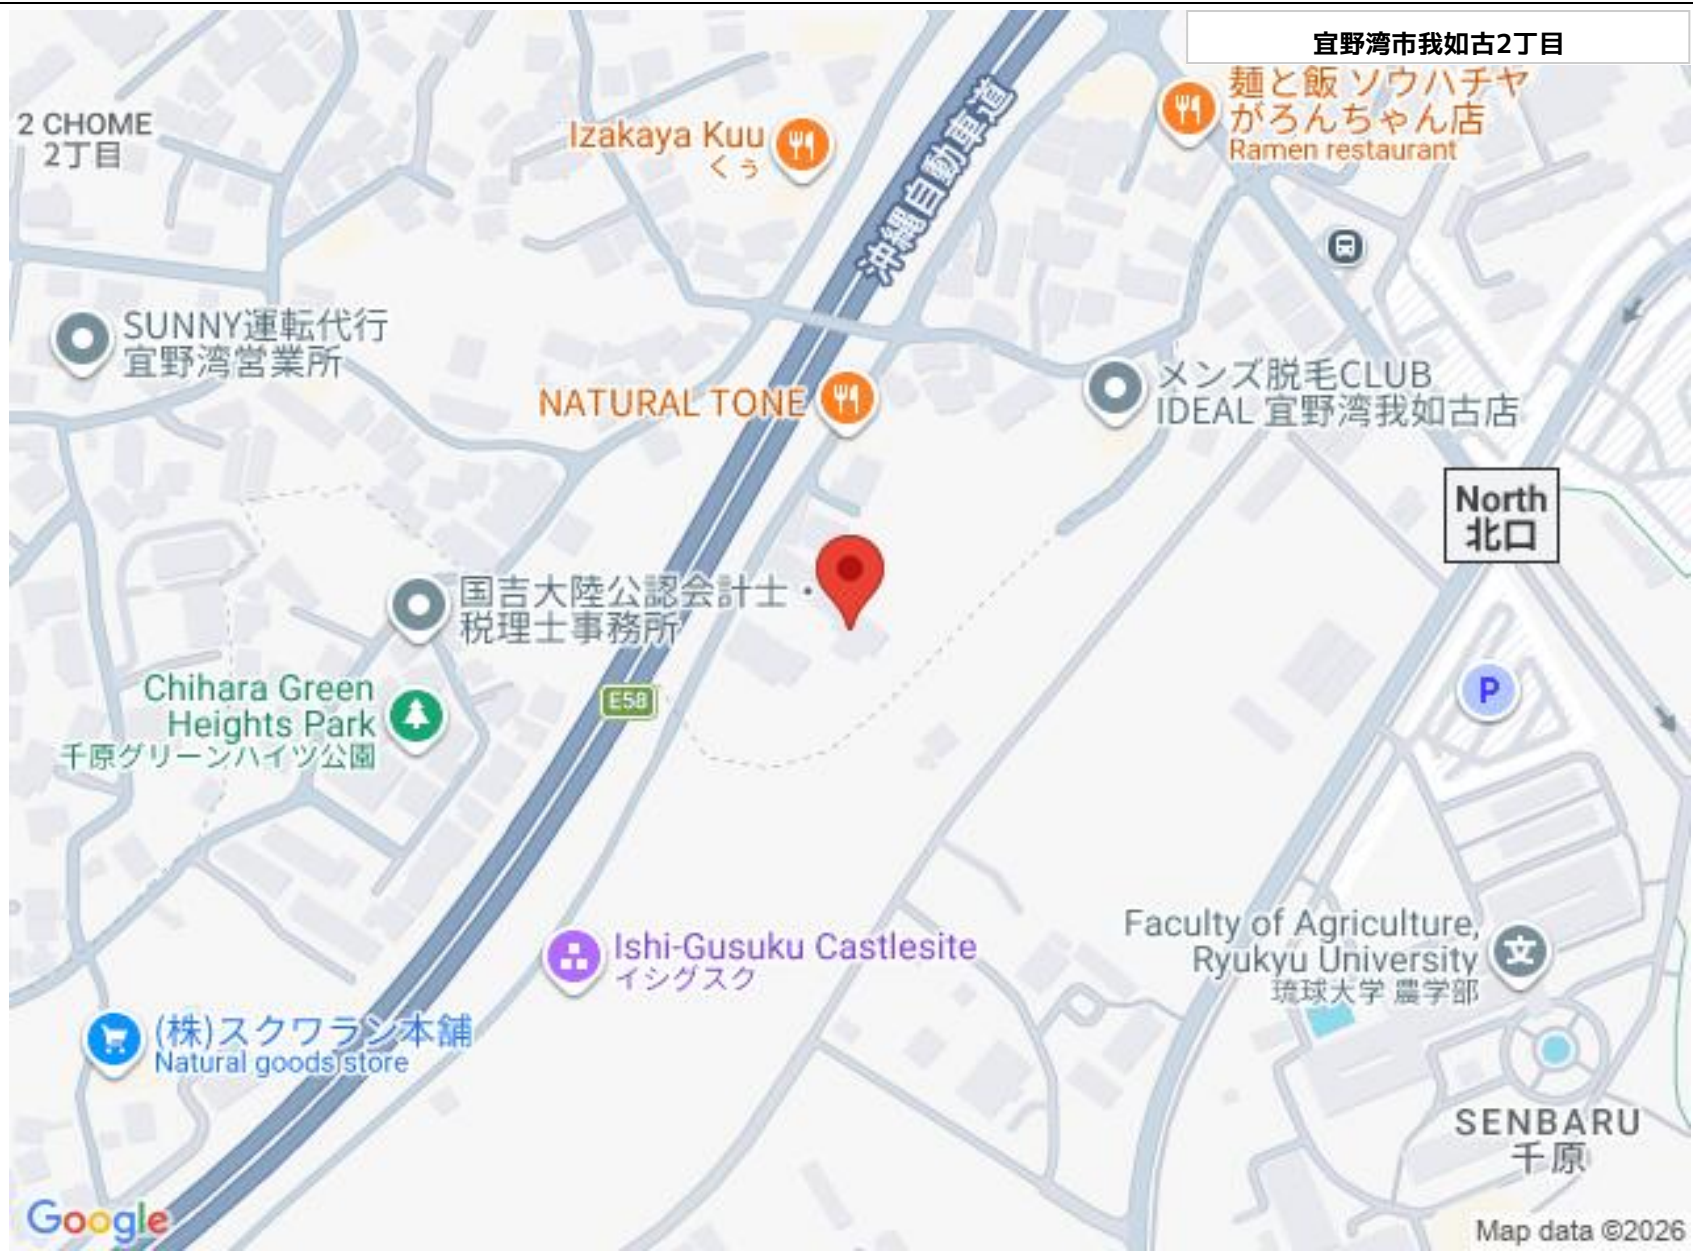 宜野湾市我如古2丁目
麺と飯 ソウハチヤ
がろんちゃん店
Ramen restaurant
2 CHOME
2丁目
Izakaya Kuu
くぅ
沖縄自動車道
SUNNY運転代行
宜野湾営業所
NATURAL TONE
メンズ脱毛CLUB
IDEAL 宜野湾我如古店
North
北口
国吉大陸公認会計士・
税理士事務所
E58
P
Chihara Green
Heights Park
千原グリーンハイツ公園
Faculty of Agriculture,
Ryukyu University
琉球大学 農学部
文
Ishi-Gusuku Castlesite
イシグスク
(株)スクワラン本舗
Natural goods store
SENBARU
千原
Google
Map data ©2026